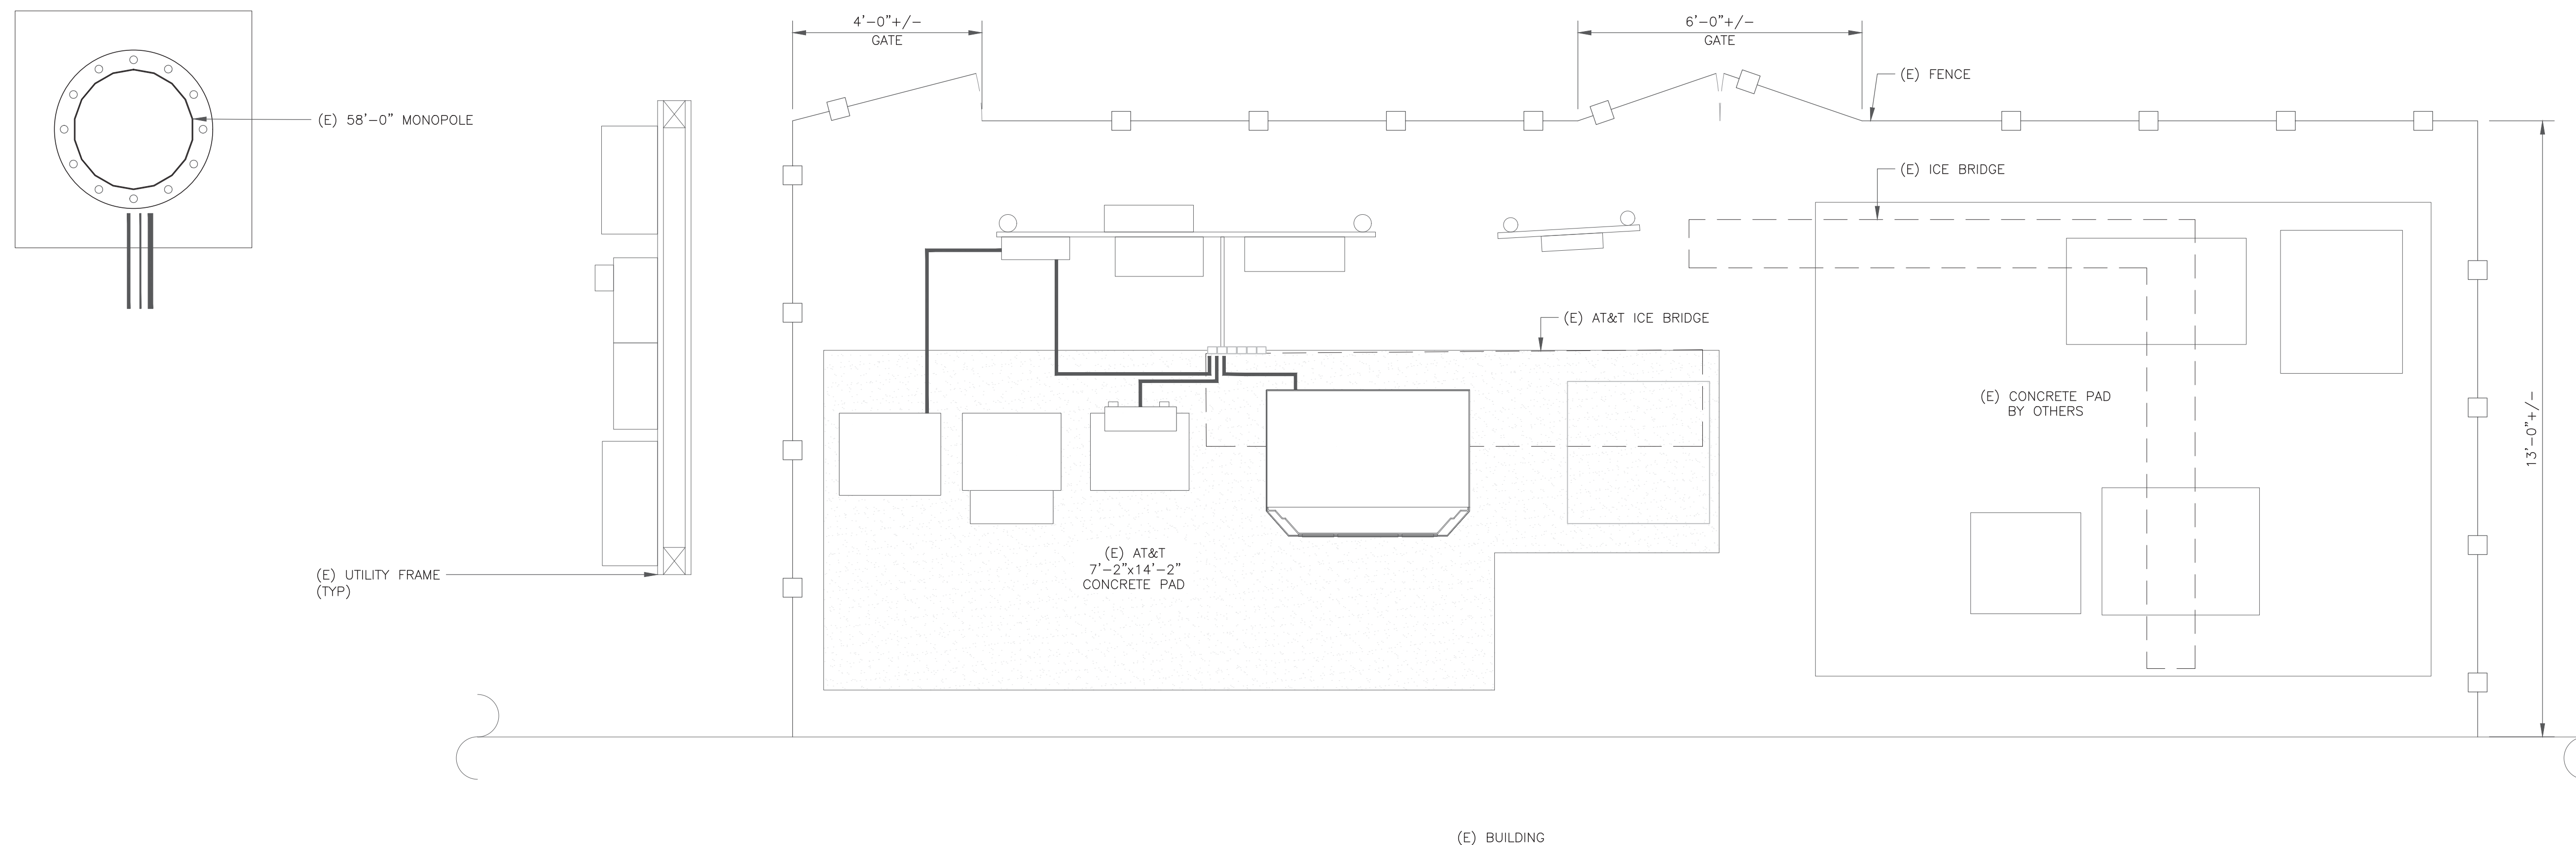 4'-0"+/-
GATE
6'-0"+/-
GATE
(E) FENCE
(E) 58'-0" MONOPOLE
(E) ICE BRIDGE
(E) AT&T ICE BRIDGE
(E) CONCRETE PAD
BY OTHERS
13'-0"+/-
(E) AT&T
7'-2"x14'-2"
CONCRETE PAD
(E) UTILITY FRAME
(TYP)
(E) BUILDING